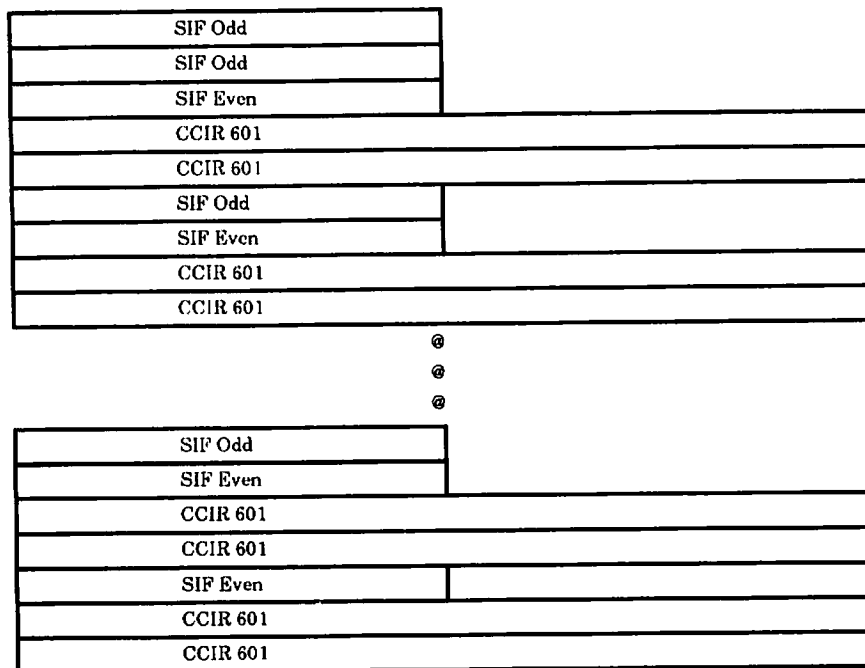 SIF Odd
SIF Odd
SIF Even
CCIR 601
CCIR 601
SIF Odd
SIF Even
CCIR 601
CCIR 601
@
@
@
SIF Odd
SIF Even
CCIR 601
CCIR 601
SIF Even
CCIR 601
CCIR 601